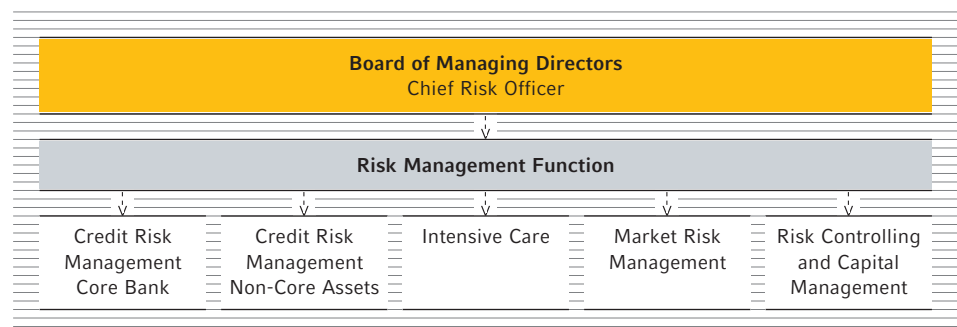 Board of Managing Directors
Chief Risk Officer
Risk Management Function
Credit Risk
Management
Core Bank
Credit Risk
Management
Non-Core Assets
Intensive Care
Market Risk
Management
Risk Controlling
and Capital
Management